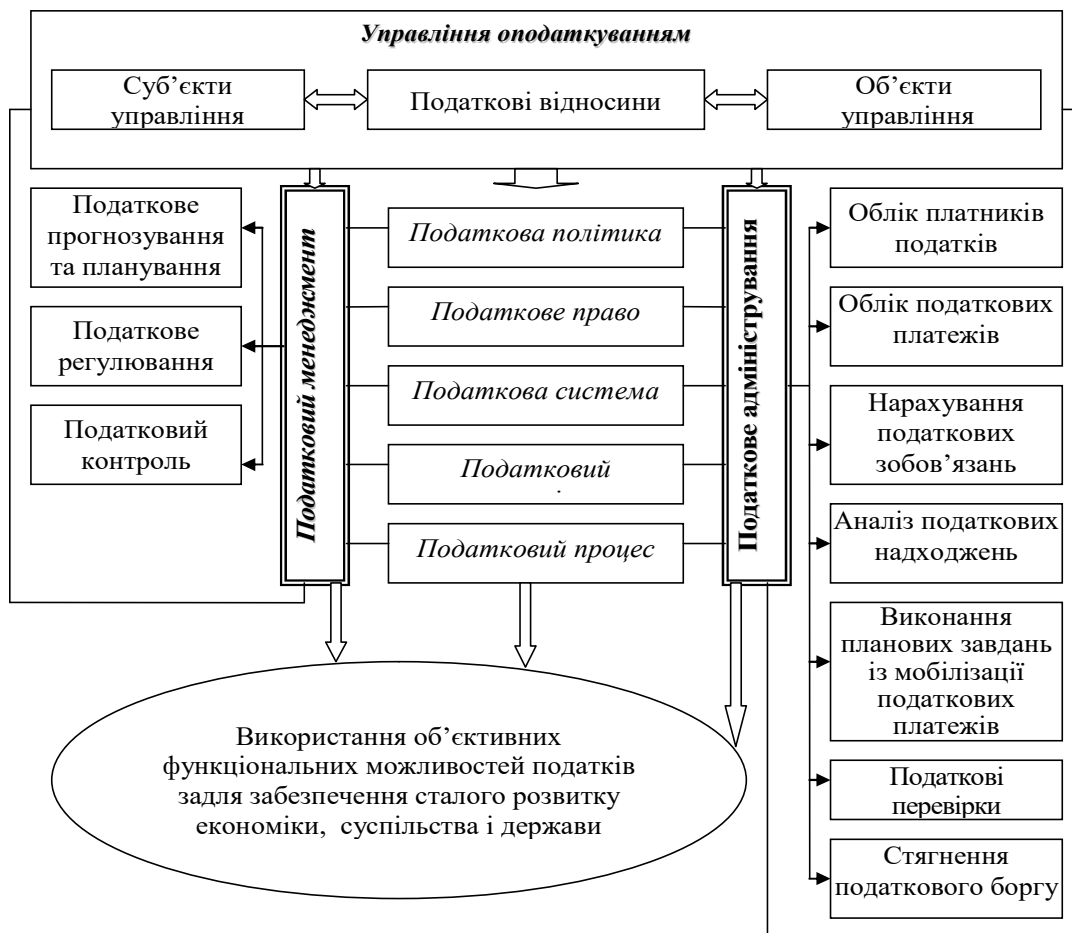 Управління оподаткуванням
Суб’єкти
управління
Податкові відносини
Об’єкти
управління
Податкове
прогнозування
та планування
Податкове
регулювання
Податковий
контроль
Податковий менеджмент
Податкова політика
Податкове право
Податкова система
Податковий
Податковий процес
Податкове адміністрування
Облік платників
податків
Облік податкових
платежів
Нарахування
податкових
зобов’язань
Аналіз податкових
надходжень
Виконання
планових завдань
із мобілізації
податкових
платежів
Податкові
перевірки
Стягнення
податкового боргу
Використання об’єктивних
функціональних можливостей податків
задля забезпечення сталого розвитку
економіки, суспільства і держави